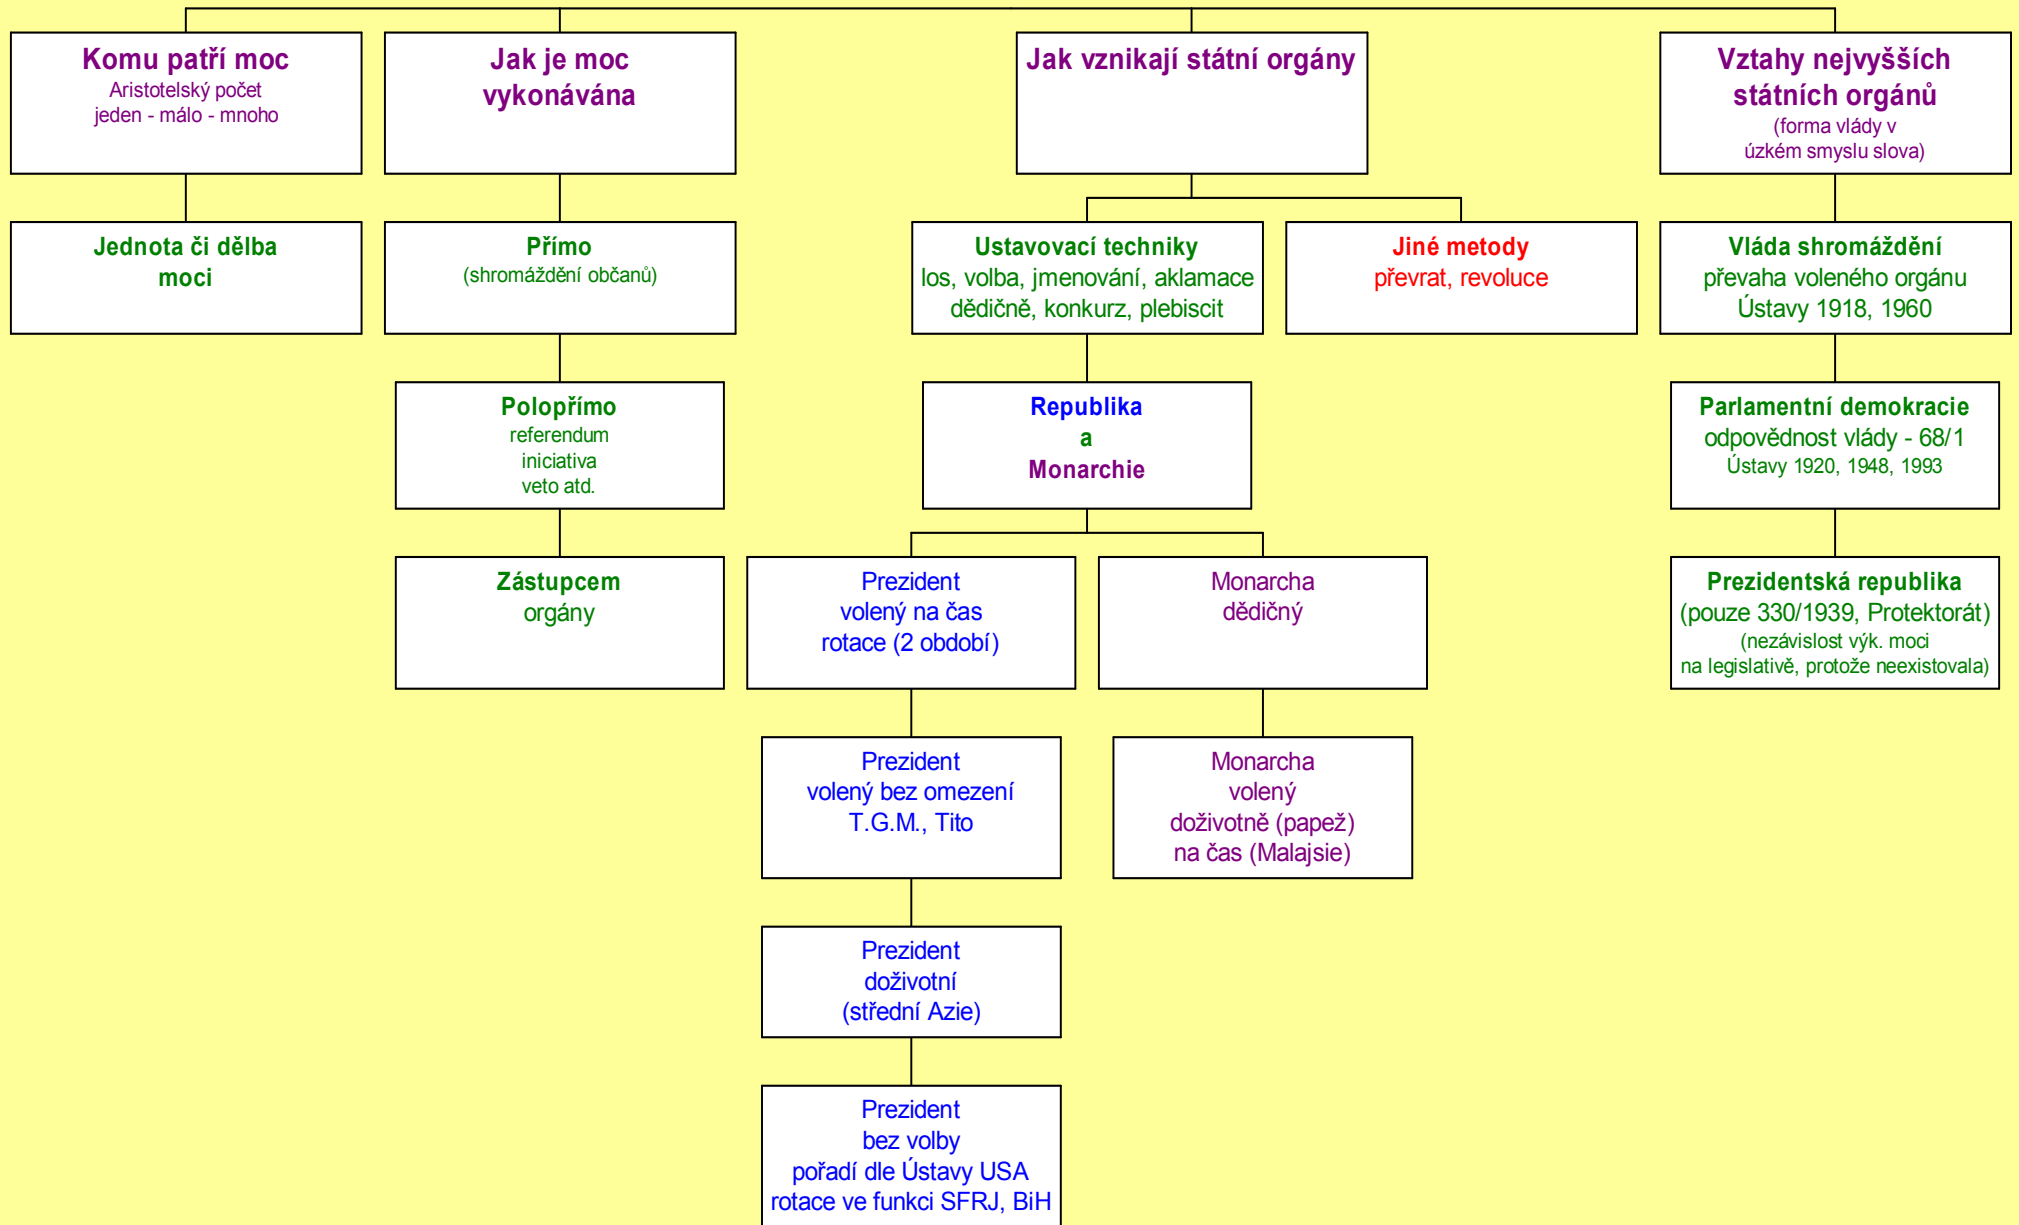 Komu patří moc
Aristotelský počet
jeden - málo - mnoho
Jak je moc
vykonávána
Jak vznikají státní orgány
Vztahy nejvyšších
státních orgánů
(forma vlády v
úzkém smyslu slova)
Jednota či dělba
moci
Přímo
(shromáždění občanů)
Ustavovací techniky
los, volba, jmenování, aklamace
dědičně, konkurz, plebiscit
Jiné metody
převrat, revoluce
Vláda shromáždění
převaha voleného orgánu
Ústavy 1918, 1960
Polopřímo
referendum
iniciativa
veto atd.
Republika
a
Monarchie
Parlamentní demokracie
odpovědnost vlády - 68/1
Ústavy 1920, 1948, 1993
Zástupcem
orgány
Prezident
volený na čas
rotace (2 období)
Monarcha
dědičný
Prezidentská republika
(pouze 330/1939, Protektorát)
(nezávislost výk. moci
na legislativě, protože neexistovala)
Prezident
volený bez omezení
T.G.M., Tito
Monarcha
volený
doživotně (papež)
na čas (Malajsie)
Prezident
doživotní
(střední Azie)
Prezident
bez volby
pořadí dle Ústavy USA
rotace ve funkci SFRJ, BiH